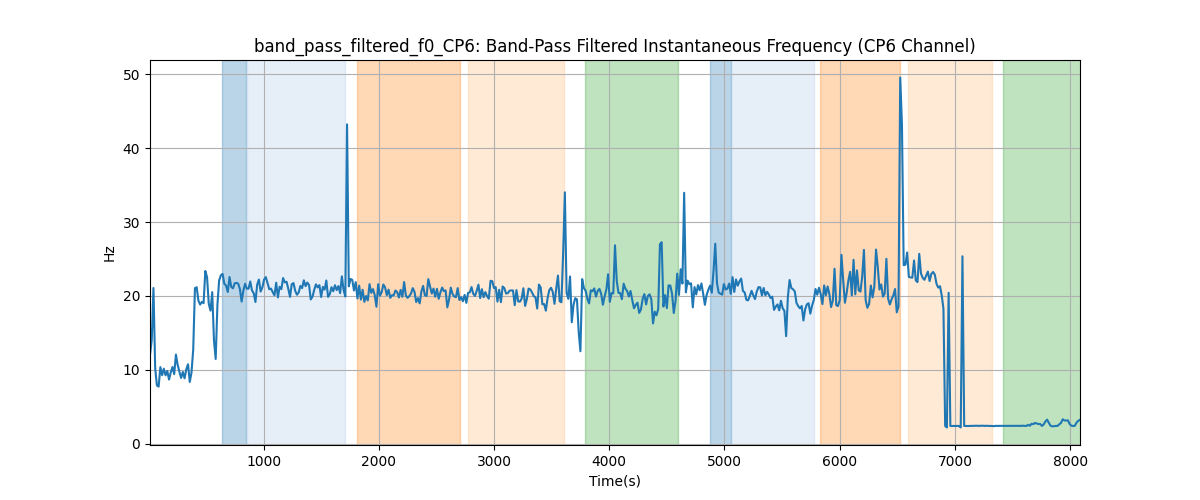 band_pass_filtered_f0_CP6: Band-Pass Filtered Instantaneous Frequency (CP6 Channel)
50
40
30
20
10
0
Hz
1000 2000 3000 4000 5000 6000 7000 8000
Time(s)